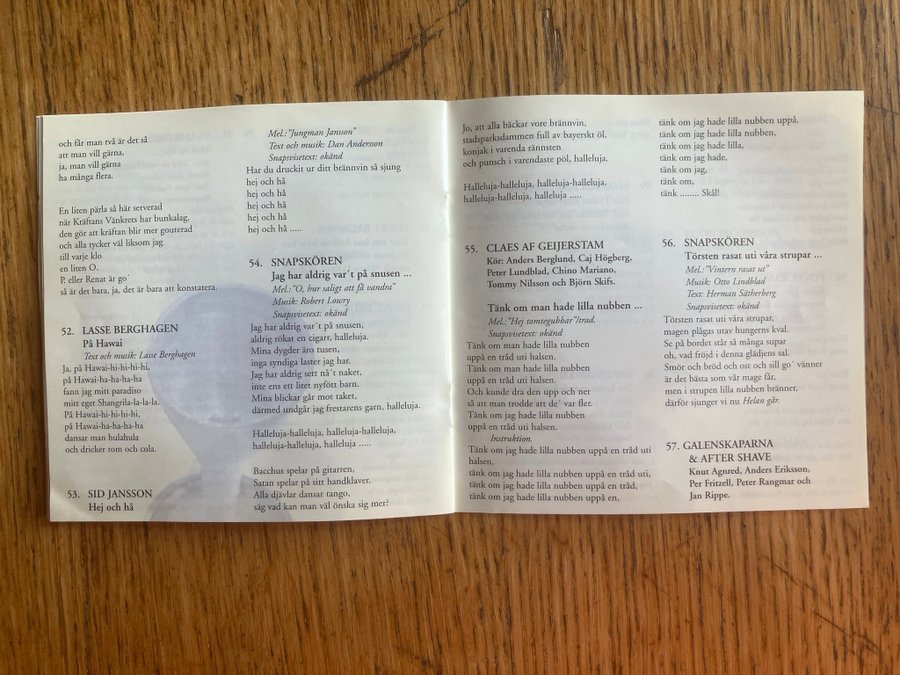 och får man två är det så
att man vill gärna,
ja, man vill gärna
ha många flera.
En liten pärla så här serverad
när Kräftans Vänkrets har bunkalag,
den gör att kräftan blir mer gouterad
och alla tycker väl liksom jag
till varje klo
en liten O.
P. eller Renat är go´
så är det bara, ja, det är bara att konstatera.
52. LASSE BERGHAGEN
På Hawai
Text och musik: Lasse Berghagen
Ja, på Hawai-hi-hi-hi-hi,
på Hawai-ha-ha-ha-ha
fann jag mitt paradiso
mitt eget Shangrila-la-la-la.
På Hawai-hi-hi-hi-hi,
på Hawai-ha-ha-ha-ha
dansar man hulahula
och dricker rom och cola.
53. SID JANSSON
Hej och hå
Mel.:"Jungman Jansson"
Text och musik: Dan Andersson
Snapsvisetext: okänd
Har du druckit ur ditt brännvin så sjung
hej och hå
hej och hå
hej och hå
hej och hå
hej och hå .....
54. SNAPSKÖREN
Jag har aldrig var´t på snusen ...
Mel.:"O, hur saligt att få vandra"
Musik: Robert Lowry
Snapsvisetext: okänd
Jag har aldrig var´t på snusen,
aldrig rökat en cigarr, halleluja.
Mina dygder äro tusen,
inga syndiga laster jag har.
Jag har aldrig sett nå´t naket,
inte ens ett litet nyfött barn.
Mina blickar går mot taket,
därmed undgår jag frestarens garn, halleluja.
Halleluja-halleluja, halleluja-halleluja,
halleluja-halleluja, halleluja .....
Bacchus spelar på gitarren,
Satan spelar på sitt handklaver.
Alla djävlar dansar tango,
säg vad kan man väl önska sig mer?
Jo, att alla bäckar vore brännvin,
stadsparksdammen full av bayerskt öl,
konjak i varenda rännsten
och punsch i varendaste pöl, halleluja.
Halleluja-halleluja, halleluja-halleluja,
halleluja-halleluja, halleluja .....
55. CLAES AF GEIJERSTAM
Kör: Anders Berglund, Caj Högberg,
Peter Lundblad, Chino Mariano,
Tommy Nilsson och Björn Skifs.
Tänk om man hade lilla nubben ...
Mel.:"Hej tomtegubbar"/trad.
Snapsvisetext: okänd
Tänk om man hade lilla nubben
uppå en tråd uti halsen.
Tänk om man hade lilla nubben
uppå en tråd uti halsen.
Och kunde dra den upp och ner
så att man trodde att de´ var fler.
Tänk om jag hade lilla nubben
uppå en tråd uti halsen.
Instruktion.
Tänk om jag hade lilla nubben uppå en tråd uti
halsen,
tänk om jag hade lilla nubben uppå en tråd uti,
tänk om jag hade lilla nubben uppå en tråd,
tänk om jag hade lilla nubben uppå en,
tänk om jag hade lilla nubben uppå,
tänk om jag hade lilla nubben,
tänk om jag hade lilla,
tänk om jag hade,
tänk om jag,
tänk om,
tänk ........ Skål!
56. SNAPSKÖREN
Törsten rasat uti våra strupar ...
Mel.:"Vintern rasat ut"
Musik: Otto Lindblad
Text: Herman Sätherberg
Snapsvisetext: okänd
Törsten rasat uti våra strupar,
magen plågas utav hungerns kval.
Se på bordet står så många supar
oh, vad fröjd i denna glädjens sal.
Smör och bröd och ost och sill go´ vänner
är det bästa som vår mage får,
men i strupen lilla nubben bränner,
därför sjunger vi nu Helan går.
57. GALENSKAPARNA
& AFTER SHAVE
Knut Agnred, Anders Eriksson,
Per Fritzell, Peter Rangmar och
Jan Rippe.